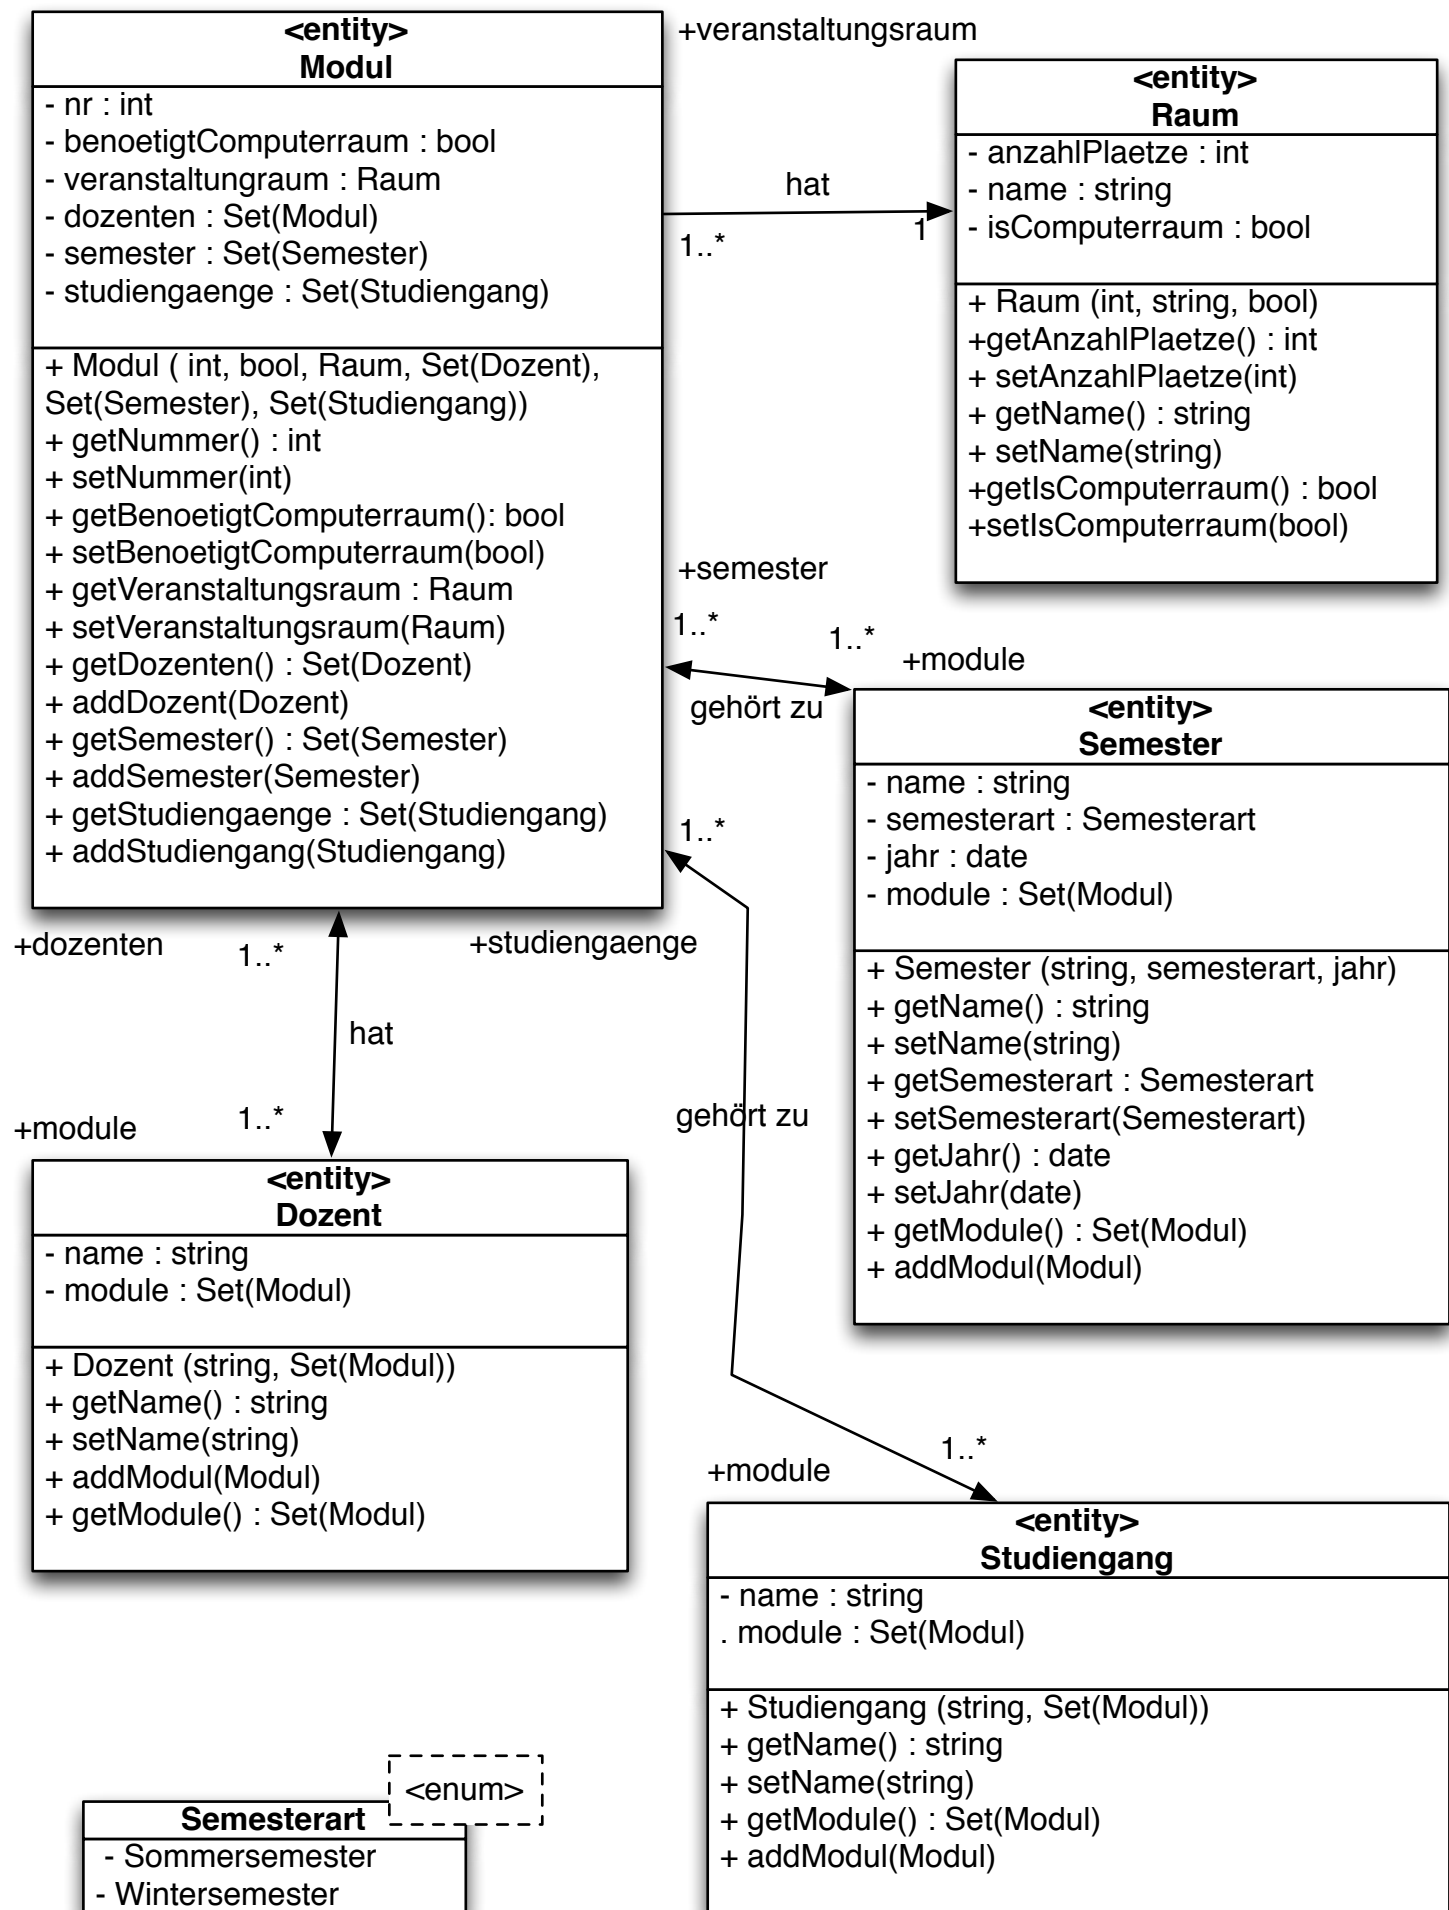 <entity>
Modul
- nr : int
- benoetigtComputerraum : bool
- veranstaltungraum : Raum
- dozenten : Set(Modul)
- semester : Set(Semester)
- studiengaenge : Set(Studiengang)
+ Modul ( int, bool, Raum, Set(Dozent),
Set(Semester), Set(Studiengang))
+ getNummer() : int
+ setNummer(int)
+ getBenoetigtComputerraum(): bool
+ setBenoetigtComputerraum(bool)
+ getVeranstaltungsraum : Raum
+ setVeranstaltungsraum(Raum)
+ getDozenten() : Set(Dozent)
+ addDozent(Dozent)
+ getSemester() : Set(Semester)
+ addSemester(Semester)
+ getStudiengaenge : Set(Studiengang)
+ addStudiengang(Studiengang)
+veranstaltungsraum
hat
1..*
1
<entity>
Raum
- anzahlPlaetze : int
- name : string
- isComputerraum : bool
+ Raum (int, string, bool)
+getAnzahlPlaetze() : int
+ setAnzahlPlaetze(int)
+ getName() : string
+ setName(string)
+getIsComputerraum() : bool
+setIsComputerraum(bool)
+semester
1..*
1..*
+module
gehört zu
<entity>
Semester
- name : string
- semesterart : Semesterart
- jahr : date
- module : Set(Modul)
+ Semester (string, semesterart, jahr)
+ getName() : string
+ setName(string)
+ getSemesterart : Semesterart
+ setSemesterart(Semesterart)
+ getJahr() : date
+ setJahr(date)
+ getModule() : Set(Modul)
+ addModul(Modul)
1..*
+studiengaenge
gehört zu
1..*
+module
+dozenten
1..*
hat
+module
1..*
<entity>
Dozent
- name : string
- module : Set(Modul)
+ Dozent (string, Set(Modul))
+ getName() : string
+ setName(string)
+ addModul(Modul)
+ getModule() : Set(Modul)
<entity>
Studiengang
- name : string
. module : Set(Modul)
+ Studiengang (string, Set(Modul))
+ getName() : string
+ setName(string)
+ getModule() : Set(Modul)
+ addModul(Modul)
<enum>
Semesterart
- Sommersemester
- Wintersemester